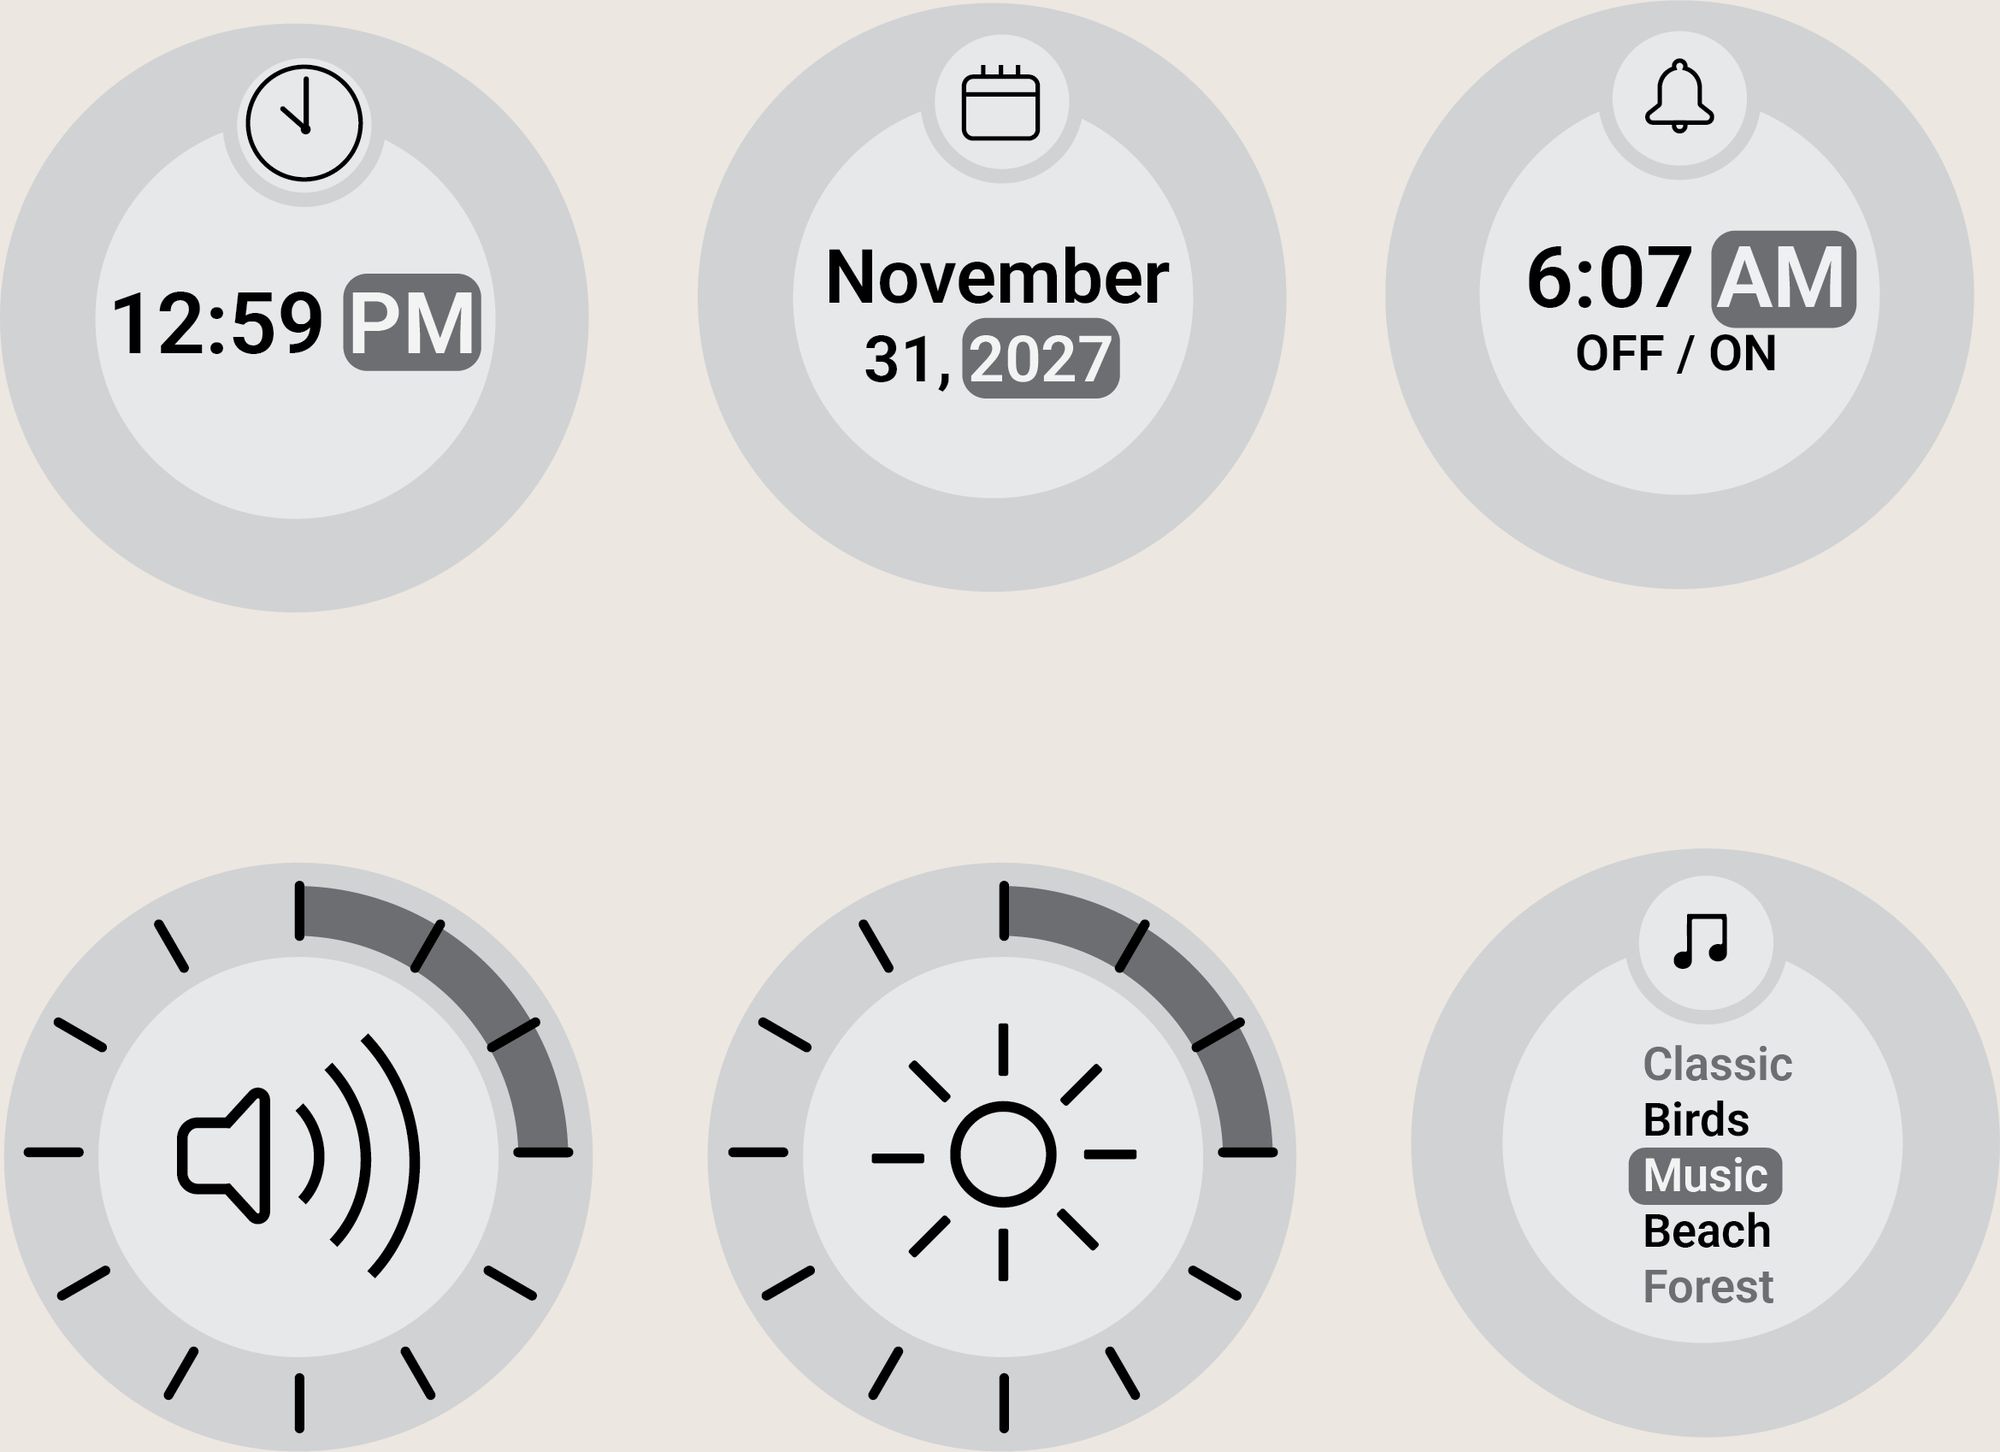 12:59 PM
November
31, 2027
6:07 AM
OFF / ON
Classic
Birds
Music
Beach
Forest